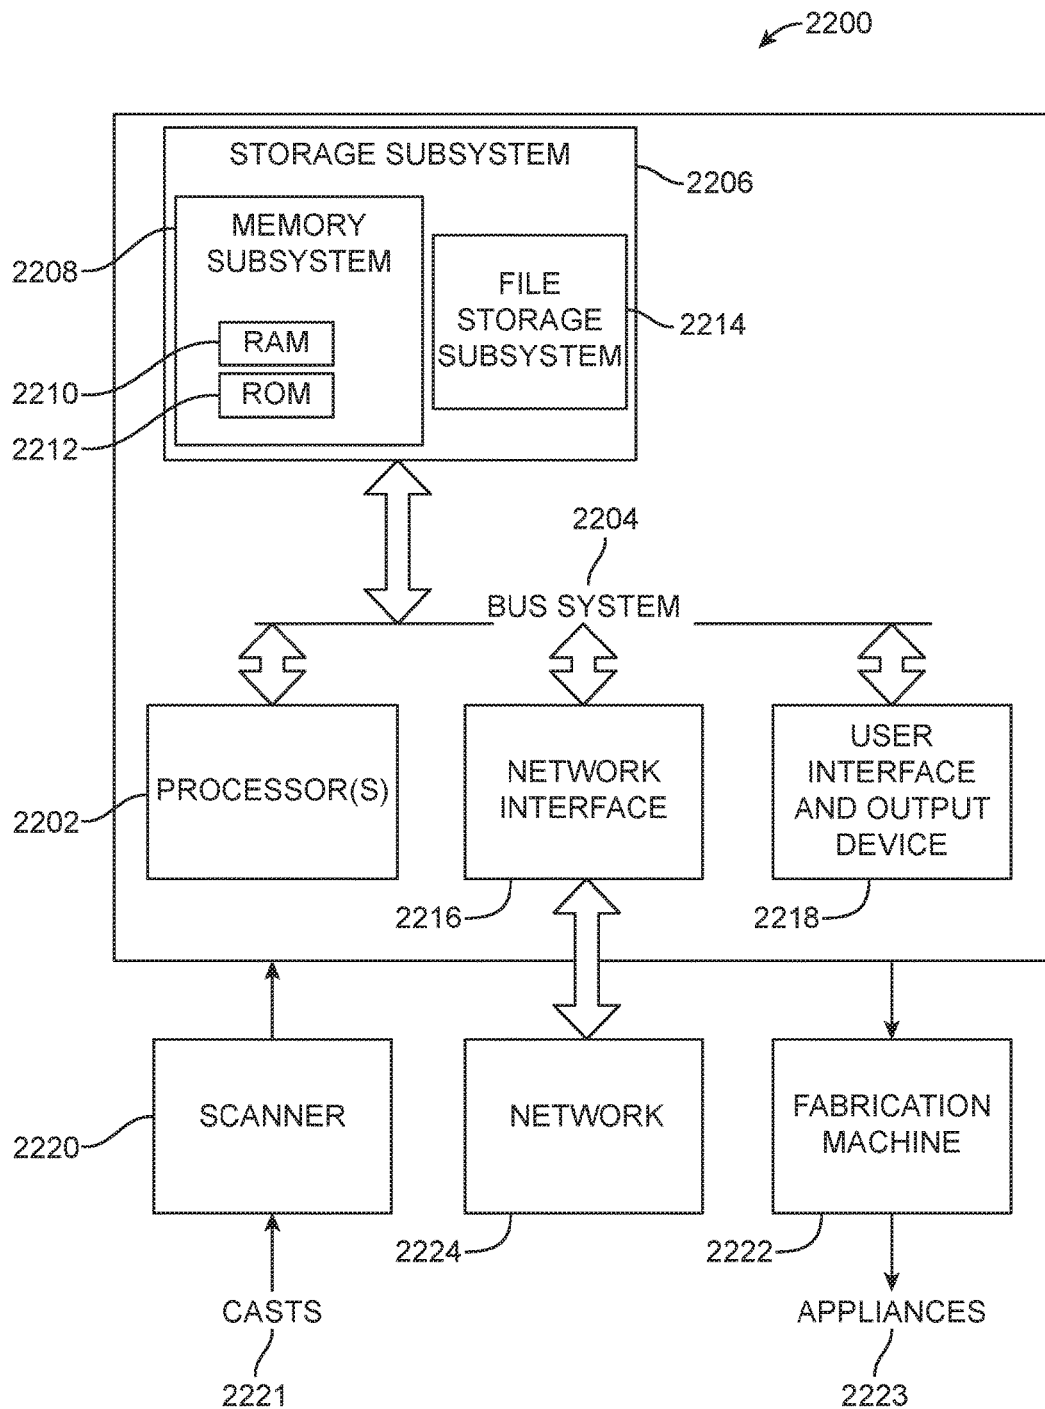 2200
STORAGE SUBSYSTEM
2206
MEMORY
SUBSYSTEM
2208
FILE
STORAGE
SUBSYSTEM
2214
RAM
2210
ROM
2212
2204
BUS SYSTEM
PROCESSOR(S)
2202
NETWORK
INTERFACE
2216
USER
INTERFACE
AND OUTPUT
DEVICE
2218
SCANNER
2220
NETWORK
2224
FABRICATION
MACHINE
2222
CASTS
2221
APPLIANCES
2223